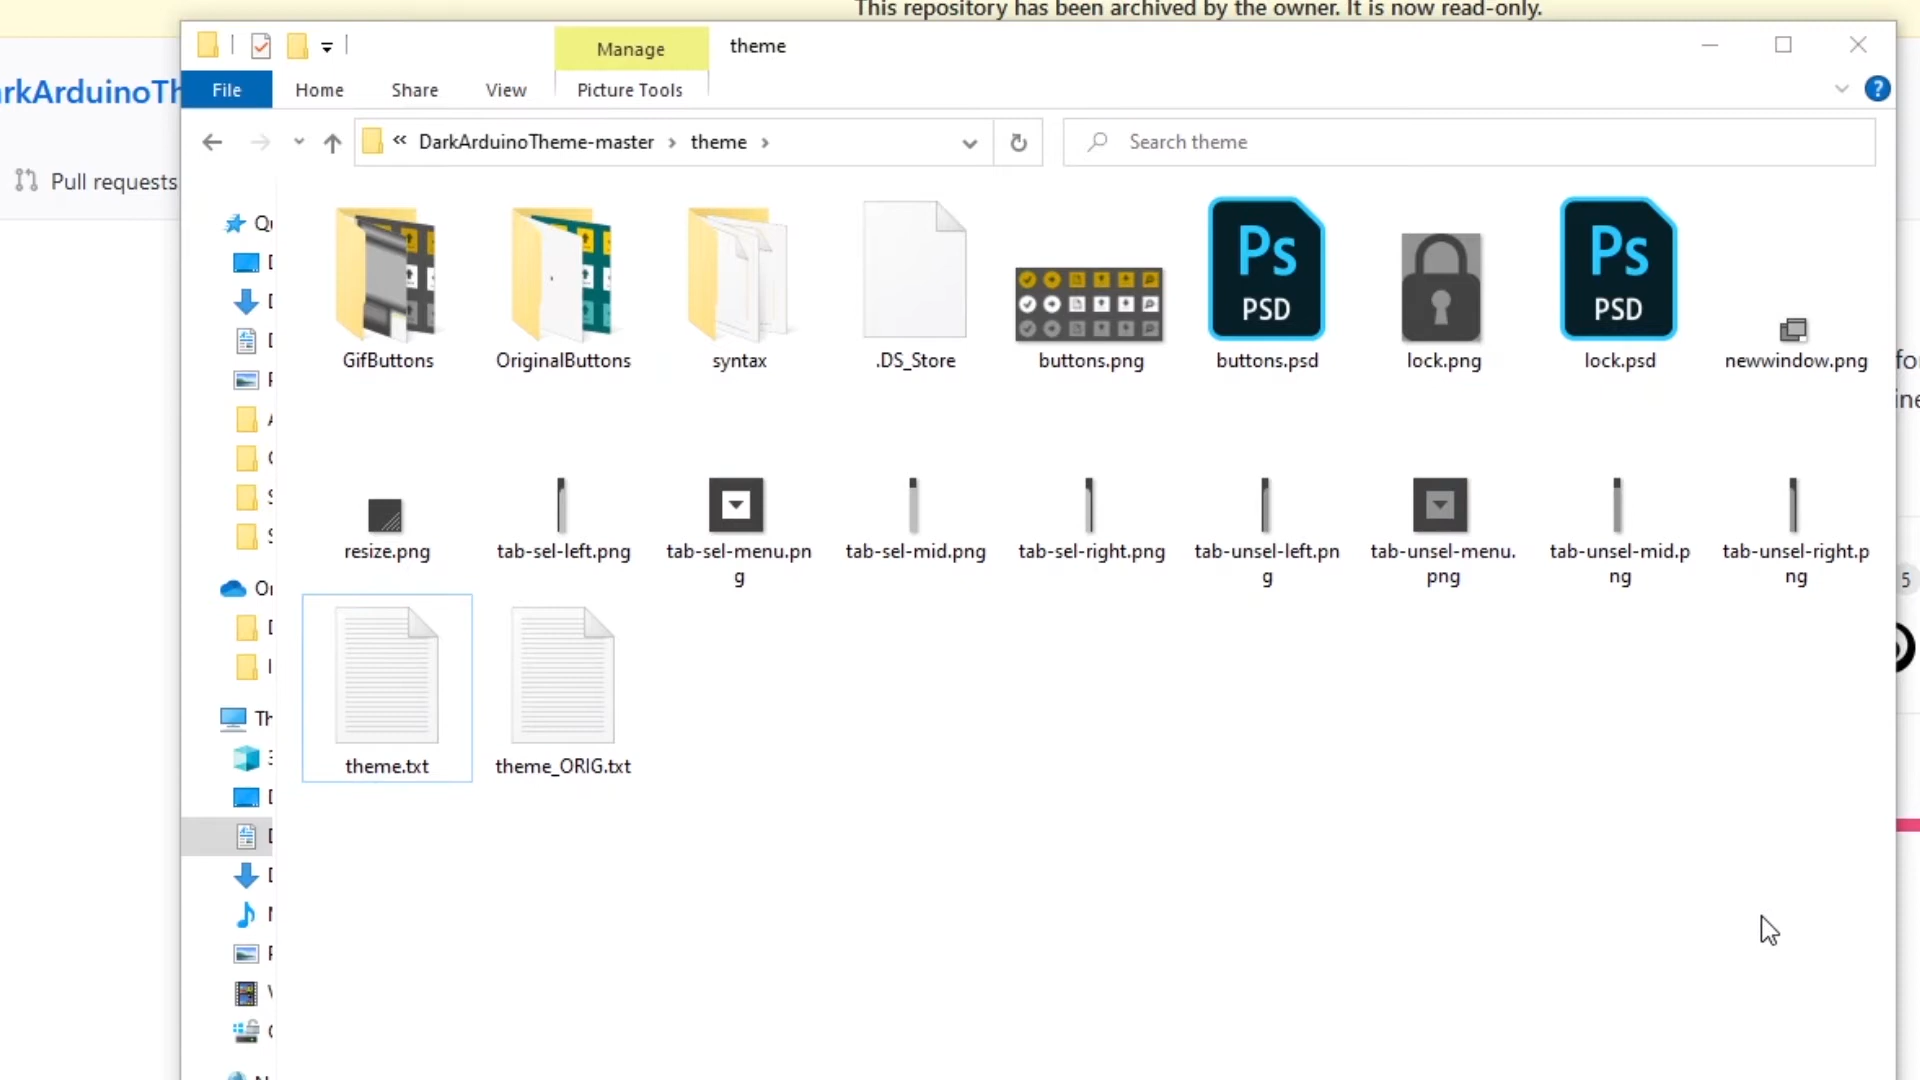 This repository has been archived by the owner. It is now read-only.
Manage
theme
File
Home
Share
View
Picture Tools
Pull requests
« DarkArduinoTheme-master > theme >
Search theme
PSD
PSD
GifButtons
OriginalButtons
syntax
.DS_Store
buttons.png
Ps
buttons.psd
lock.png
Ps
lock.psd
newwindow.png
resize.png
tab-sel-left.png
tab-sel-menu.pn
g
tab-sel-mid.png
tab-sel-right.png
tab-unsel-left.pn
g
tab-unsel-menu.
png
tab-unsel-mid.p
ng
tab-unsel-right.p
ng
5
theme.txt
theme_ORIG.txt